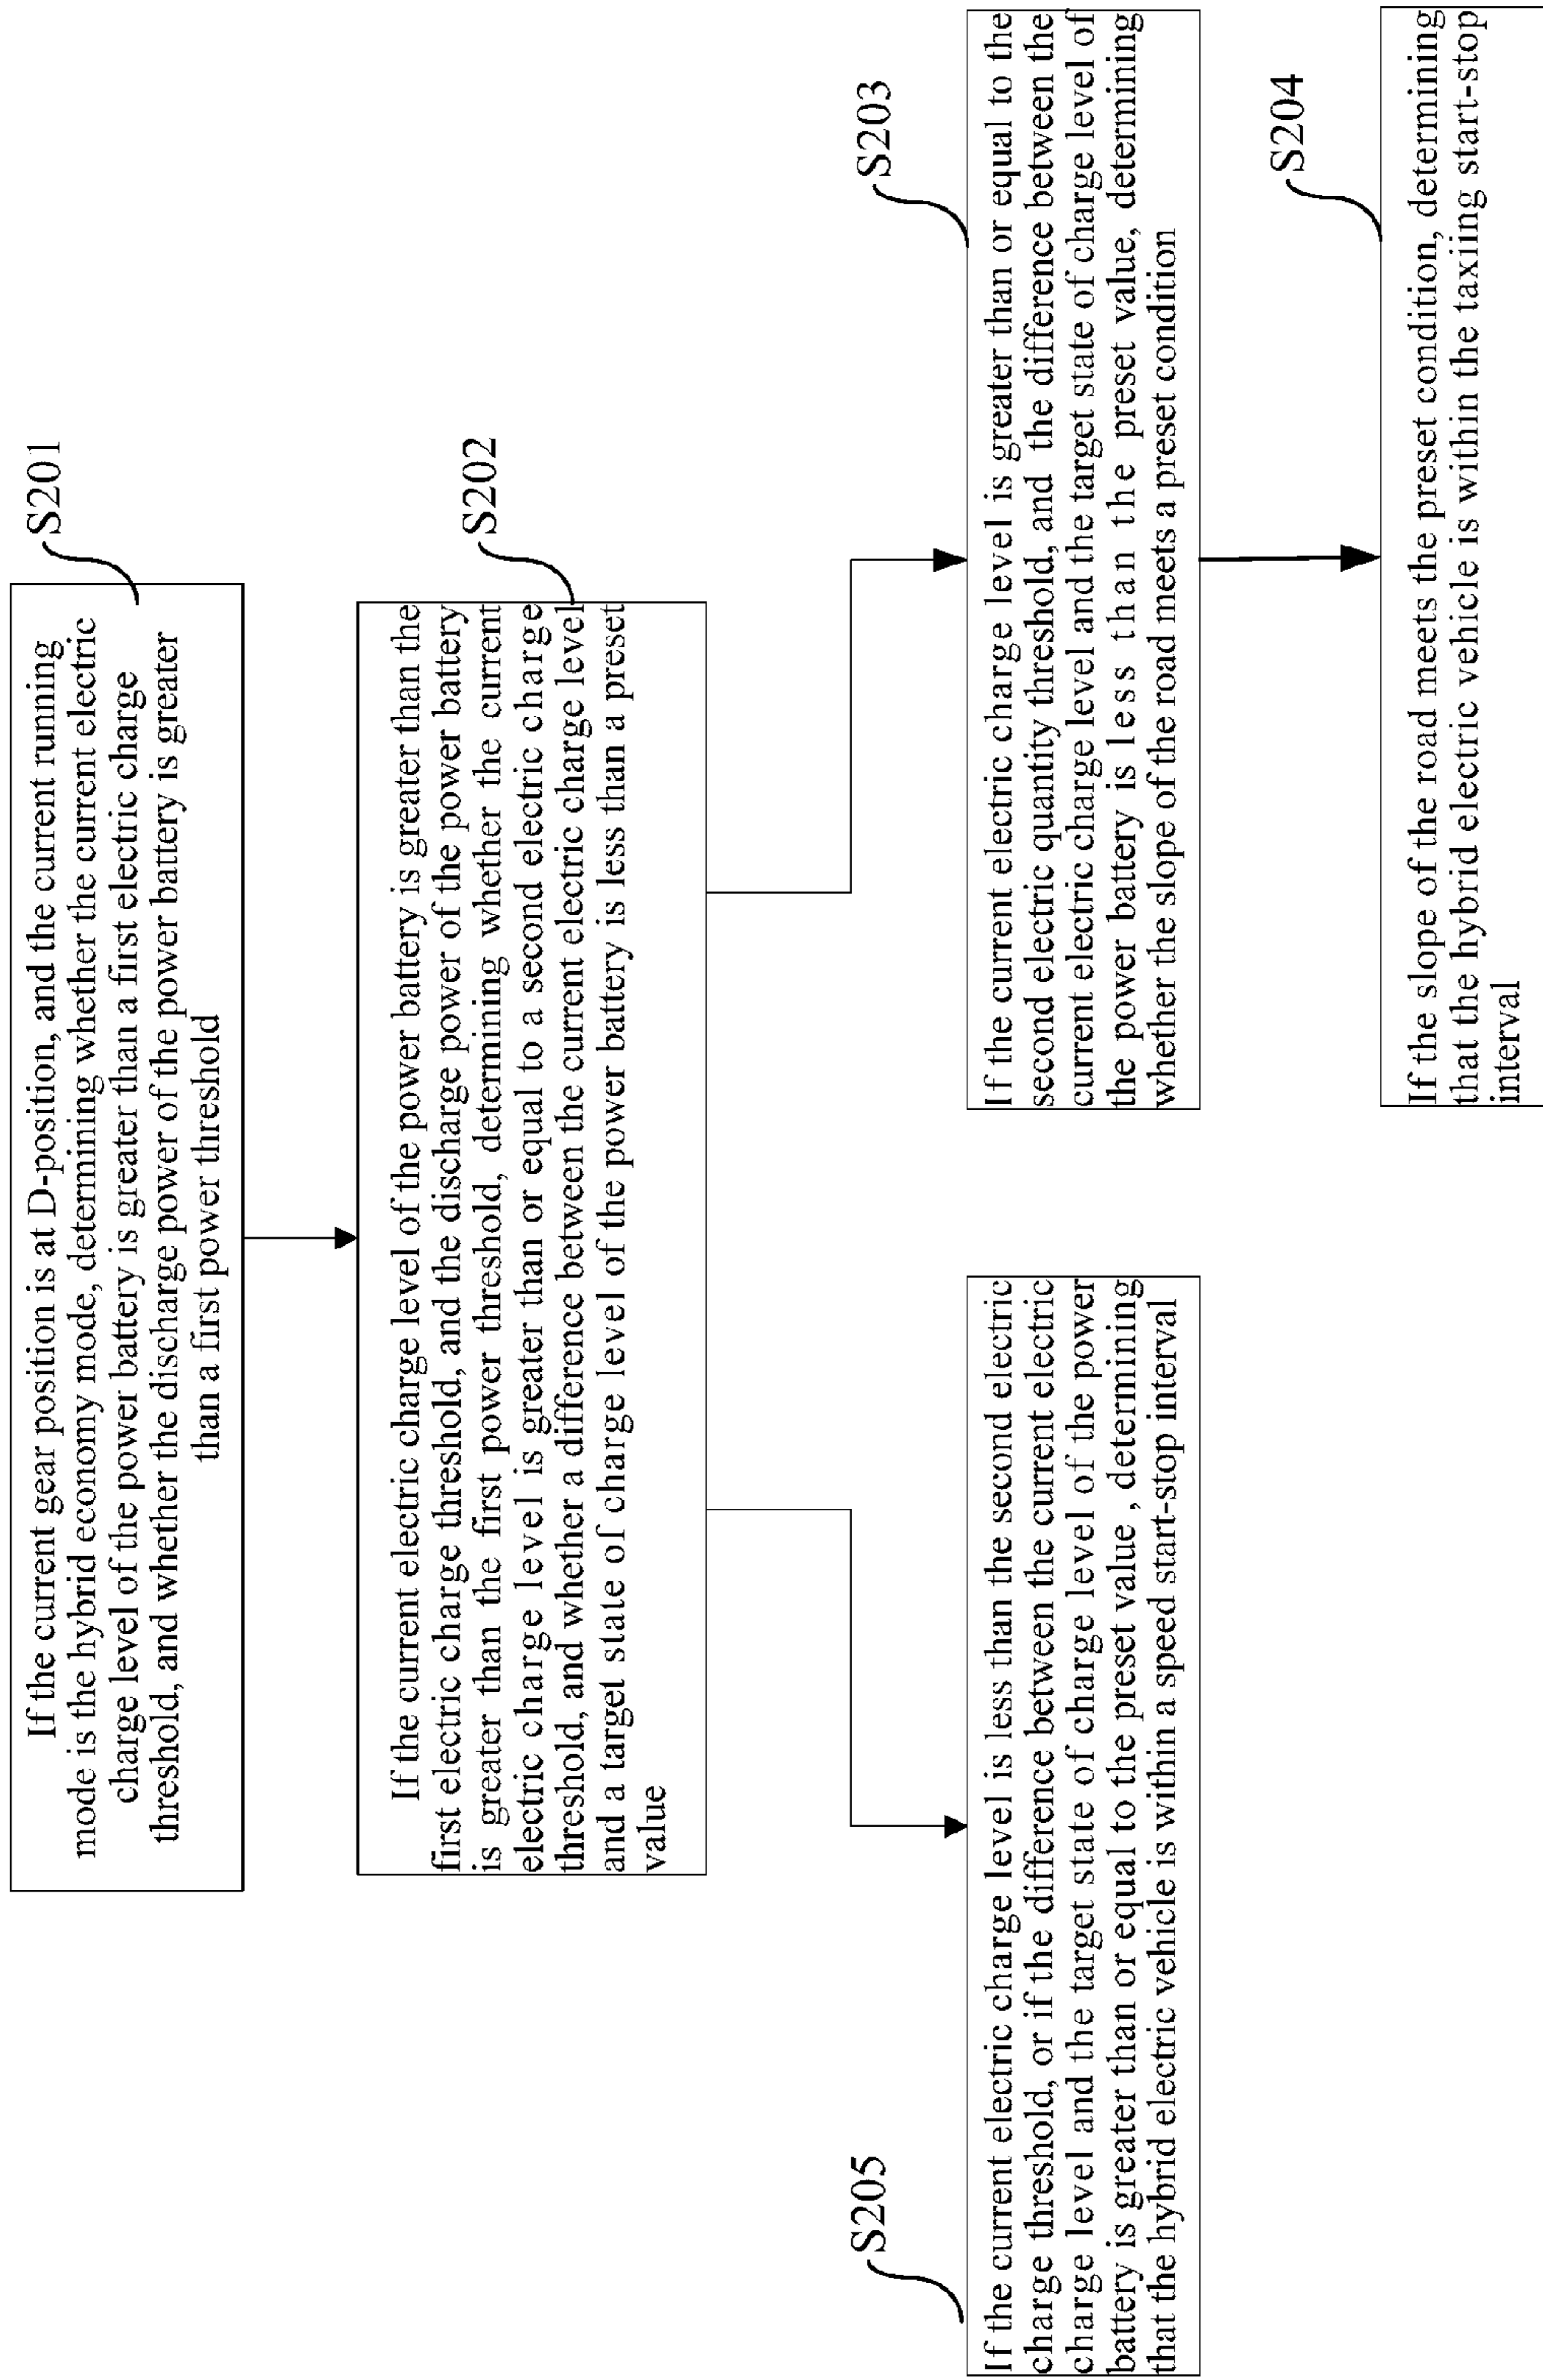 S201
If the current gear position is at D-position, and the current running
mode is the hybrid economy mode, determining whether the current electric
charge level of the power battery is greater than a first electric charge
threshold, and whether the discharge power of the power battery is greater
than a first power threshold
S202
If the current electric charge level of the power battery is greater than the
first electric charge threshold, and the discharge power of the power battery
is greater than the first power threshold, determining whether the current
electric charge level is greater than or equal to a second electric charge
threshold, and whether a difference between the current electric charge level
and a target state of charge level of the power battery is less than a preset
value
S205
If the current electric charge level is less than the second electric
charge threshold, or if the difference between the current electric
charge level and the target state of charge level of the power
battery is greater than or equal to the preset value , determining
that the hybrid electric vehicle is within a speed start-stop interval
S203
If the current electric charge level is greater than or equal to the
second electric quantity threshold, and the difference between the
current electric charge level and the target state of charge level of
the power battery is less than the preset value, determining
whether the slope of the road meets a preset condition
S204
If the slope of the road meets the preset condition, determining
that the hybrid electric vehicle is within the taxiing start-stop
interval